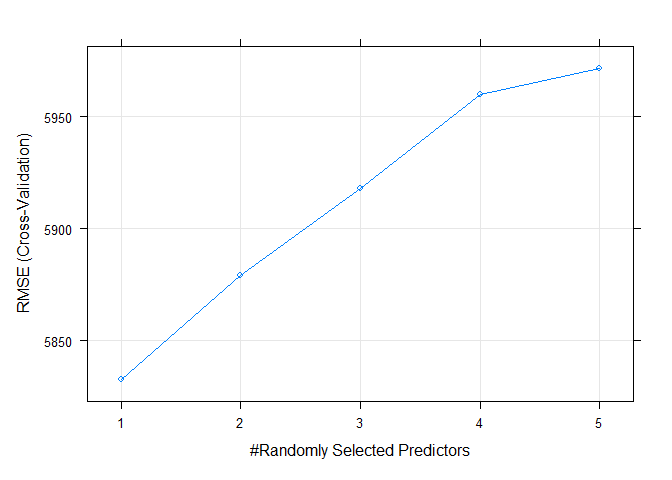 RMSE (Cross-Validation)
5950
5900
5850
1 2 3 4 5
#Randomly Selected Predictors